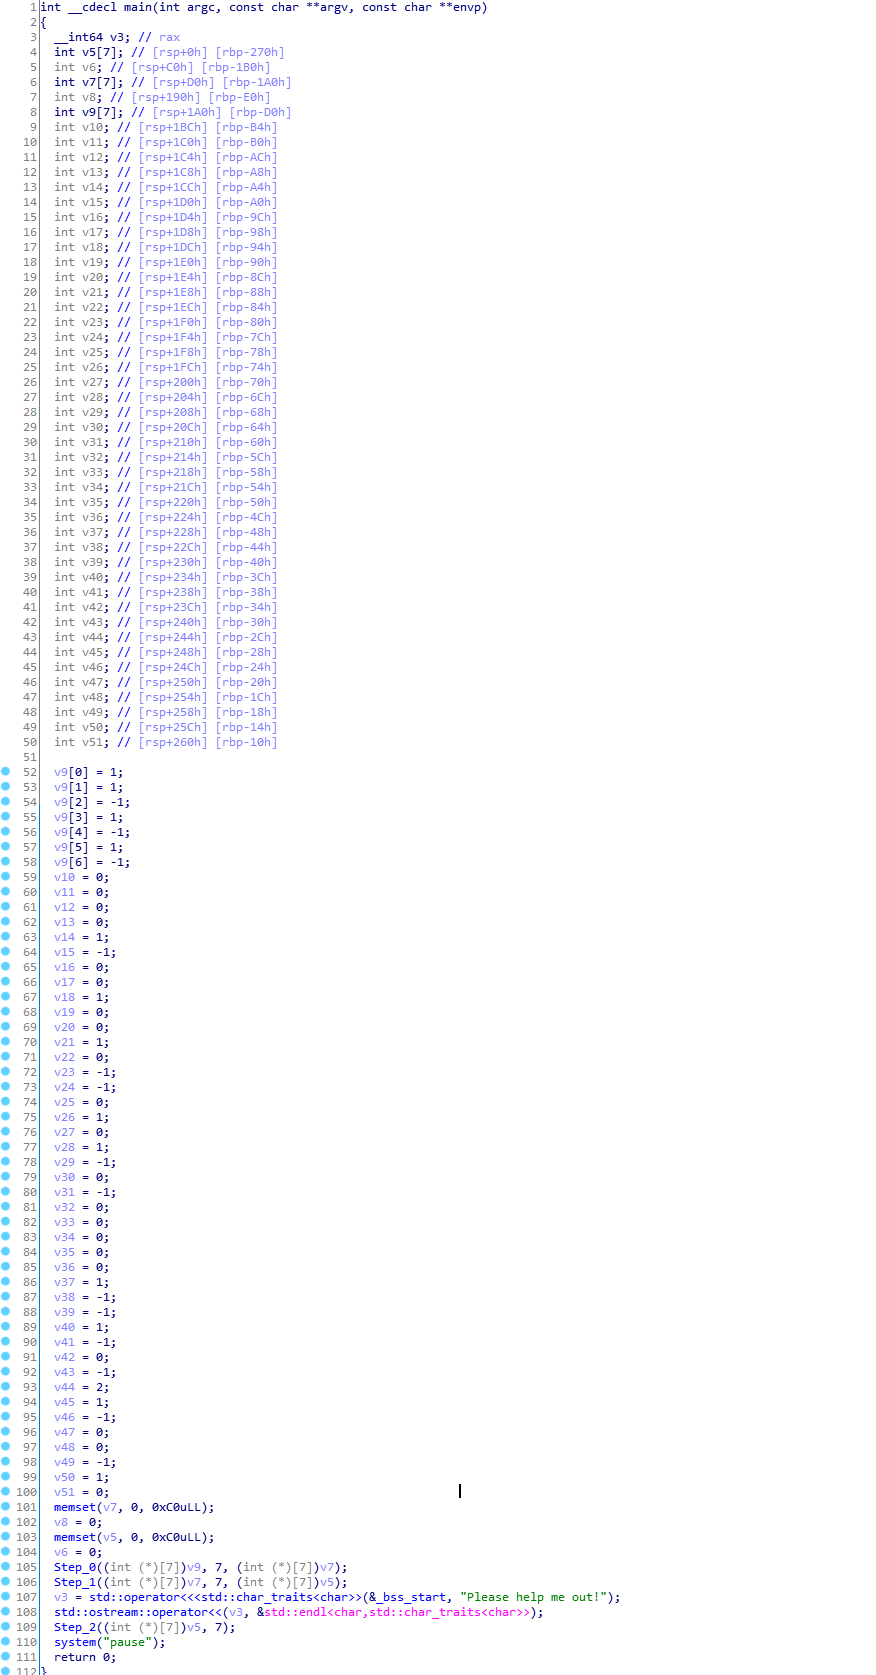 1 int __cdecl main(int argc, const char **argv, const char **envp)
2 {
3   __int64 v3; // rax
4   int v5[7]; // [rsp+0h] [rbp-270h]
5   int v6; // [rsp+C0h] [rbp-1B0h]
6   int v7[7]; // [rsp+D0h] [rbp-1A0h]
7   int v8; // [rsp+190h] [rbp-E0h]
8   int v9[7]; // [rsp+1A0h] [rbp-D0h]
9   int v10; // [rsp+1BCh] [rbp-B4h]
10   int v11; // [rsp+1C0h] [rbp-B0h]
11   int v12; // [rsp+1C4h] [rbp-ACh]
12   int v13; // [rsp+1C8h] [rbp-A8h]
13   int v14; // [rsp+1CCh] [rbp-A4h]
14   int v15; // [rsp+1D0h] [rbp-A0h]
15   int v16; // [rsp+1D4h] [rbp-9Ch]
16   int v17; // [rsp+1D8h] [rbp-98h]
17   int v18; // [rsp+1DCh] [rbp-94h]
18   int v19; // [rsp+1E0h] [rbp-90h]
19   int v20; // [rsp+1E4h] [rbp-8Ch]
20   int v21; // [rsp+1E8h] [rbp-88h]
21   int v22; // [rsp+1ECh] [rbp-84h]
22   int v23; // [rsp+1F0h] [rbp-80h]
23   int v24; // [rsp+1F4h] [rbp-7Ch]
24   int v25; // [rsp+1F8h] [rbp-78h]
25   int v26; // [rsp+1FCh] [rbp-74h]
26   int v27; // [rsp+200h] [rbp-70h]
27   int v28; // [rsp+204h] [rbp-6Ch]
28   int v29; // [rsp+208h] [rbp-68h]
29   int v30; // [rsp+20Ch] [rbp-64h]
30   int v31; // [rsp+210h] [rbp-60h]
31   int v32; // [rsp+214h] [rbp-5Ch]
32   int v33; // [rsp+218h] [rbp-58h]
33   int v34; // [rsp+21Ch] [rbp-54h]
34   int v35; // [rsp+220h] [rbp-50h]
35   int v36; // [rsp+224h] [rbp-4Ch]
36   int v37; // [rsp+228h] [rbp-48h]
37   int v38; // [rsp+22Ch] [rbp-44h]
38   int v39; // [rsp+230h] [rbp-40h]
39   int v40; // [rsp+234h] [rbp-3Ch]
40   int v41; // [rsp+238h] [rbp-38h]
41   int v42; // [rsp+23Ch] [rbp-34h]
42   int v43; // [rsp+240h] [rbp-30h]
43   int v44; // [rsp+244h] [rbp-2Ch]
44   int v45; // [rsp+248h] [rbp-28h]
45   int v46; // [rsp+24Ch] [rbp-24h]
46   int v47; // [rsp+250h] [rbp-20h]
47   int v48; // [rsp+254h] [rbp-1Ch]
48   int v49; // [rsp+258h] [rbp-18h]
49   int v50; // [rsp+25Ch] [rbp-14h]
50   int v51; // [rsp+260h] [rbp-10h]
51
52   v9[0] = 1;
53   v9[1] = 1;
54   v9[2] = -1;
55   v9[3] = 1;
56   v9[4] = -1;
57   v9[5] = 1;
58   v9[6] = -1;
59   v10 = 0;
60   v11 = 0;
61   v12 = 0;
62   v13 = 0;
63   v14 = 1;
64   v15 = -1;
65   v16 = 0;
66   v17 = 0;
67   v18 = 1;
68   v19 = 0;
69   v20 = 0;
70   v21 = 1;
71   v22 = 0;
72   v23 = -1;
73   v24 = -1;
74   v25 = 0;
75   v26 = 1;
76   v27 = 0;
77   v28 = 1;
78   v29 = -1;
79   v30 = 0;
80   v31 = -1;
81   v32 = 0;
82   v33 = 0;
83   v34 = 0;
84   v35 = 0;
85   v36 = 0;
86   v37 = 1;
87   v38 = -1;
88   v39 = -1;
89   v40 = 1;
90   v41 = -1;
91   v42 = 0;
92   v43 = -1;
93   v44 = 2;
94   v45 = 1;
95   v46 = -1;
96   v47 = 0;
97   v48 = 0;
98   v49 = -1;
99   v50 = 1;
100   v51 = 0;
101   memset(v7, 0, 0xC0uLL);
102   v8 = 0;
103   memset(v5, 0, 0xC0uLL);
104   v6 = 0;
105   Step_0((int (*)[7])v9, 7, (int (*)[7])v7);
106   Step_1((int (*)[7])v7, 7, (int (*)[7])v5);
107   v3 = std::operator<<<std::char_traits<char>>(&_bss_start, "Please help me out!");
108   std::ostream::operator<<(v3, &std::endl<char,std::char_traits<char>>);
109   Step_2((int (*)[7])v5, 7);
110   system("pause");
111   return 0;
112 }